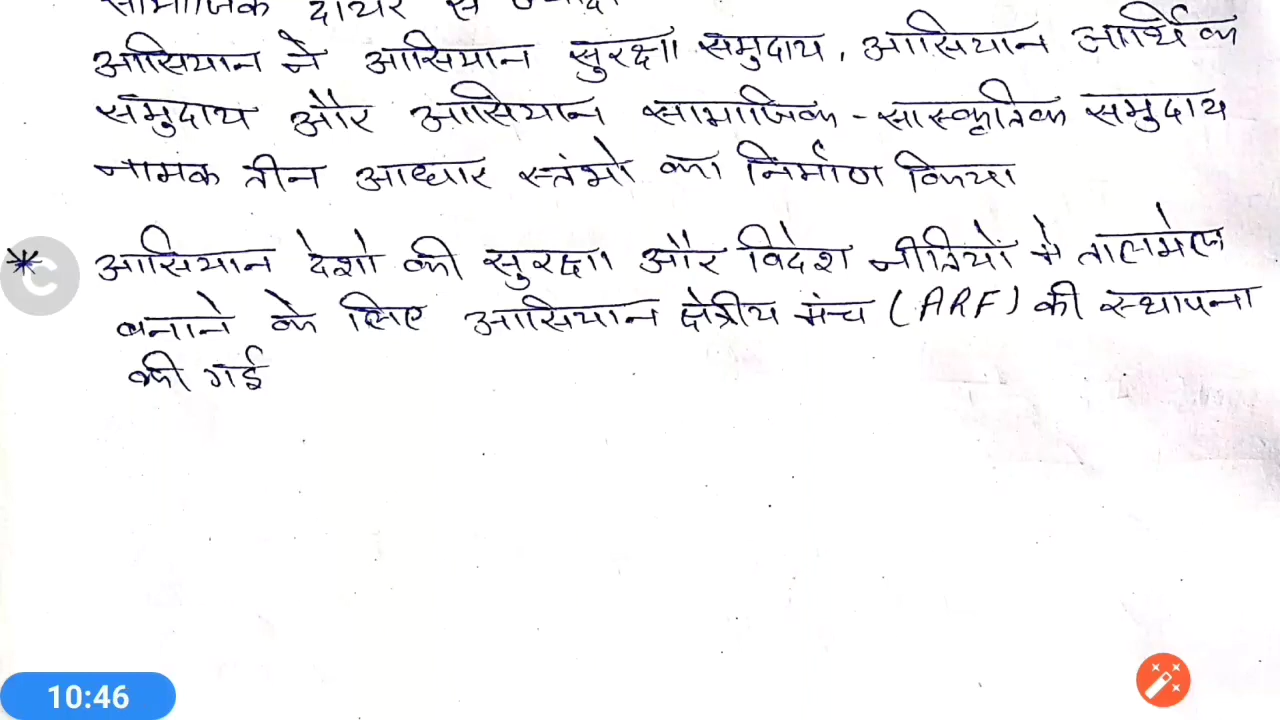 सामाजिक दायरे से
आसियान ने आसियान सुरक्षा समुदाय, आसियान आर्थिक
समुदाय और आसियान सामाजिक - सास्कृतिक समुदाय
नामक तीन आधार स्तंभो का निर्माण किया
* आसियान देशो की सुरक्षा और विदेश नीतियों मे तालमेल
बनाने के लिए आसियान क्षेत्रीय मंच (ARF) की स्थापना
की गई
C
10:46